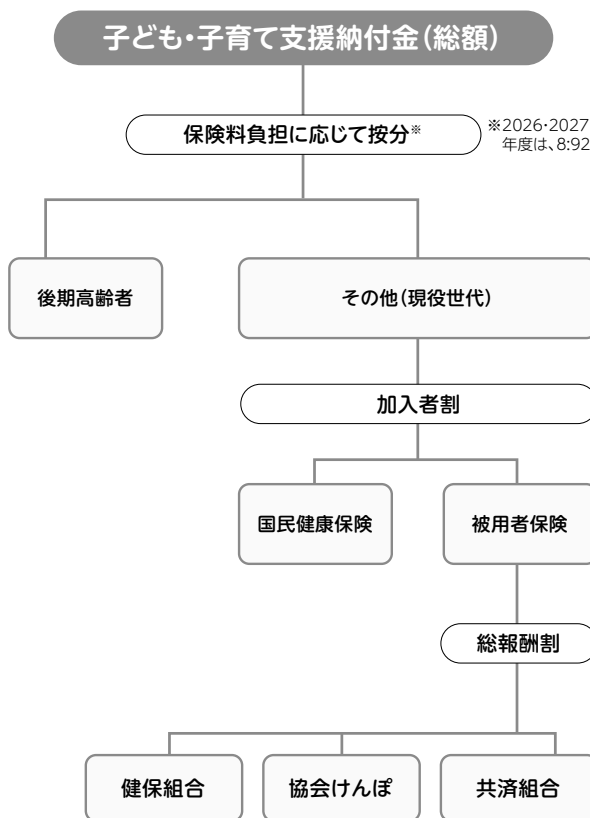 子ども・子育て支援納付金（総額）
保険料負担に応じて按分※
※2026・2027
年度は、8:92
後期高齢者
その他（現役世代）
加入者割
国民健康保険
被用者保険
総報酬割
健保組合
協会けんぽ
共済組合